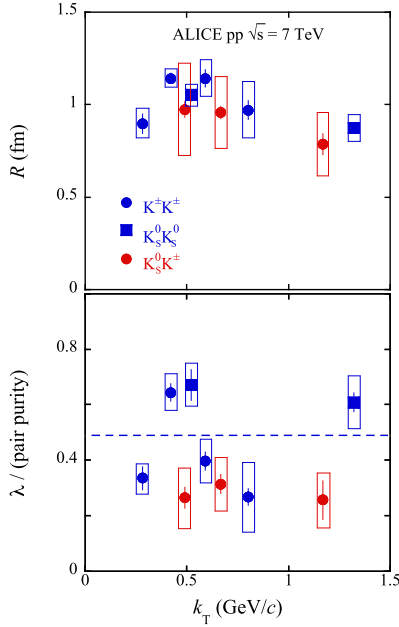 ALICE pp √s = 7 TeV
1.5
1
0.5
0
R (fm)
K±K±
K⁰ₛK⁰ₛ
K⁰ₛK±
0.8
0.4
0
λ / (pair purity)
0 0.5 1 1.5
k_T (GeV/c)